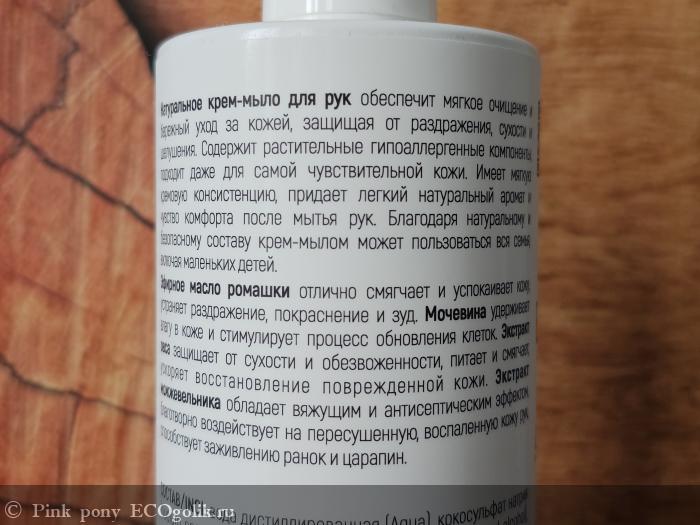 Натуральное крем-мыло для рук обеспечит мягкое очищение и
бережный уход за кожей, защищая от раздражения, сухости и
шелушения. Содержит растительные гипоаллергенные компоненты,
подходит даже для самой чувствительной кожи. Имеет мягкую
кремовую консистенцию, придает легкий натуральный аромат и
чувство комфорта после мытья рук. Благодаря натуральному и
безопасному составу крем-мылом может пользоваться вся семья,
включая маленьких детей.
Эфирное масло ромашки отлично смягчает и успокаивает кожу,
устраняет раздражение, покраснение и зуд. Мочевина удерживает
влагу в коже и стимулирует процесс обновления клеток. Экстракт
овса защищает от сухости и обезвоженности, питает и смягчает,
ускоряет восстановление поврежденной кожи. Экстракт
можжевельника обладает вяжущим и антисептическим эффектом,
благотворно воздействует на пересушенную, воспаленную кожу рук,
способствует заживлению ранок и царапин.
СОСТАВ/INCI: вода дистиллированная (Aqua), кокосульфат натрия
© Pink pony ECOgolik.ru